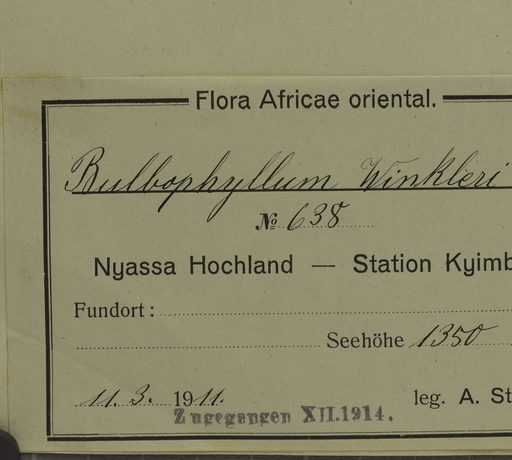 Flora Africae oriental.
Bulbophyllum Winkleri
№ 638
Nyassa Hochland — Station Kyimb
Fundort:
Seehöhe 1350
11. 3. 1911.
leg. A. St
Zugegangen XII.1914.